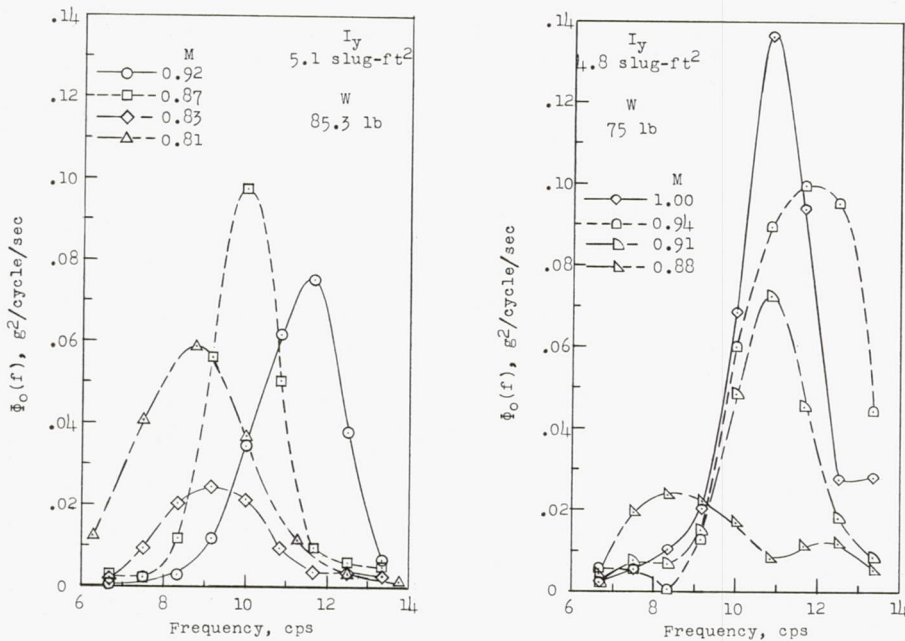 .14
.12
.10
.08
.06
.04
.02
0
Φo(f), g2/cycle/sec
M
0.92
0.87
0.83
0.81
Iy
5.1 slug-ft2
W
85.3 lb
6 8 10 12 14
Frequency, cps
.14
.12
.10
.08
.06
.04
.02
0
Φo(f), g2/cycle/sec
Iy
4.8 slug-ft2
W
75 lb
M
1.00
0.94
0.91
0.88
6 8 10 12 14
Frequency, cps